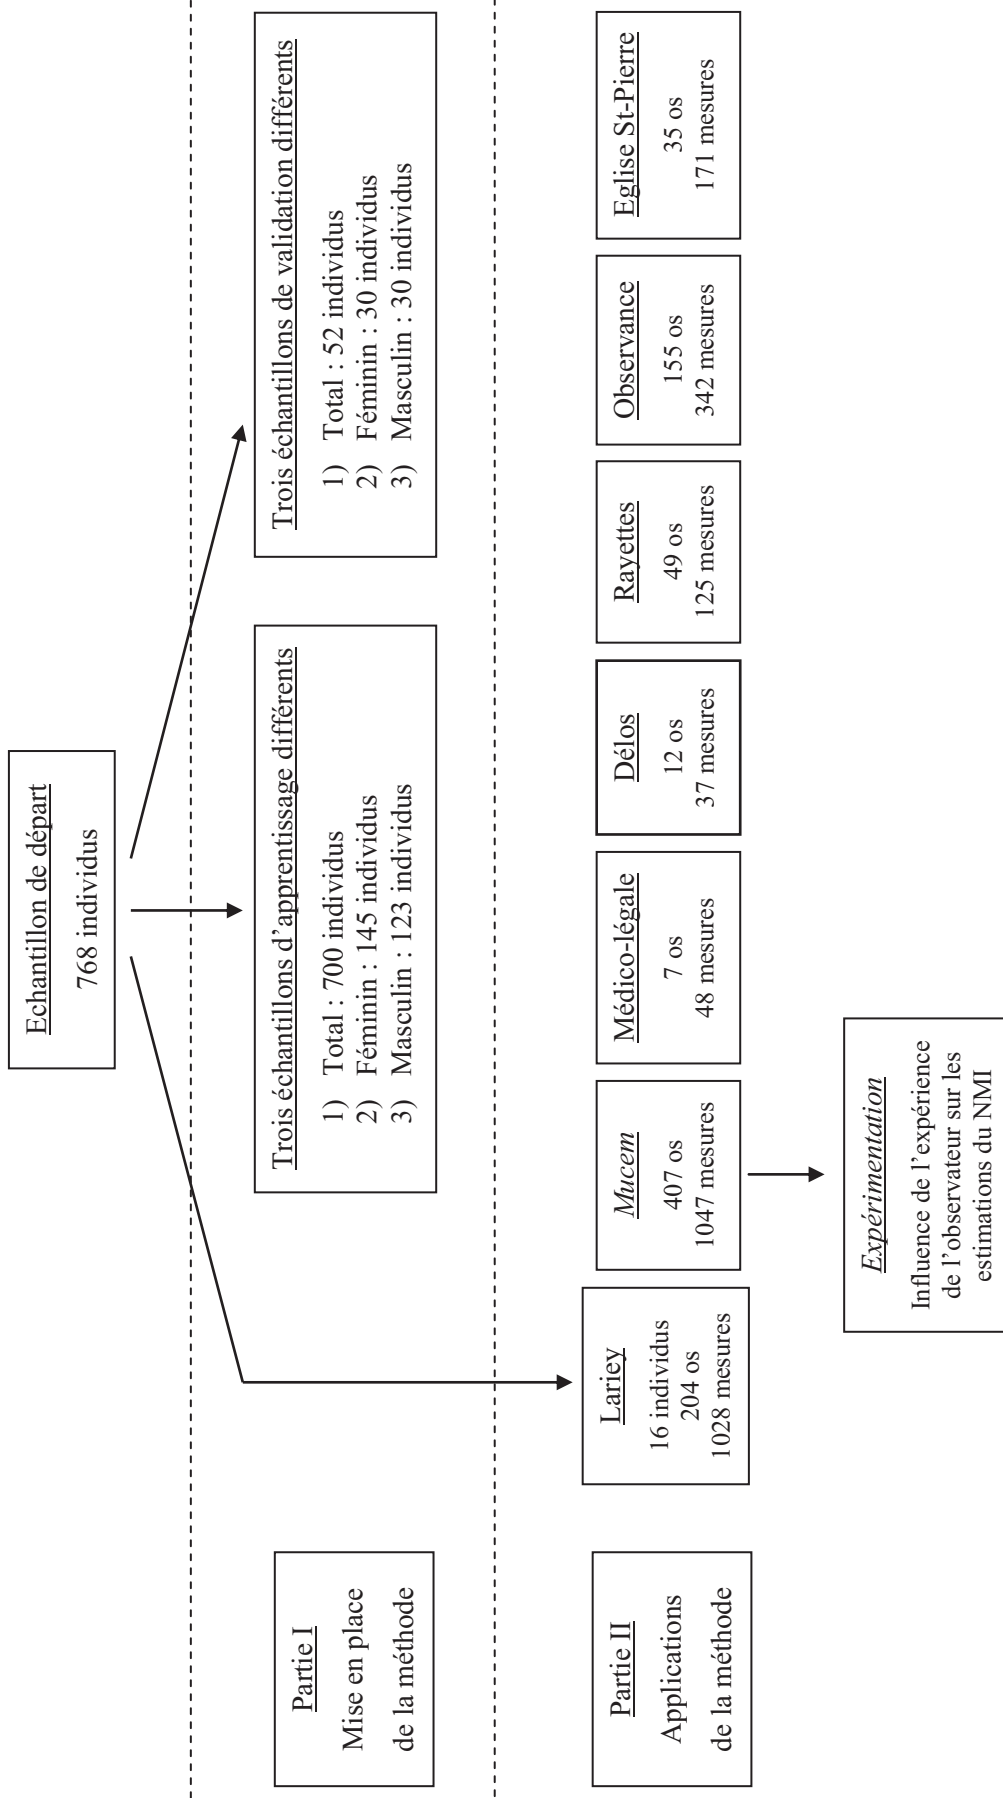 Echantillon de départ
768 individus
Partie I
Mise en place
de la méthode
Trois échantillons d'apprentissage différents
1) Total : 700 individus
2) Féminin : 145 individus
3) Masculin : 123 individus
Trois échantillons de validation différents
1) Total : 52 individus
2) Féminin : 30 individus
3) Masculin : 30 individus
Partie II
Applications
de la méthode
Lariey
16 individus
204 os
1028 mesures
Mucem
407 os
1047 mesures
Médico-légale
7 os
48 mesures
Délos
12 os
37 mesures
Rayettes
49 os
125 mesures
Observance
155 os
342 mesures
Eglise St-Pierre
35 os
171 mesures
Expérimentation
Influence de l'expérience
de l'observateur sur les
estimations du NMI